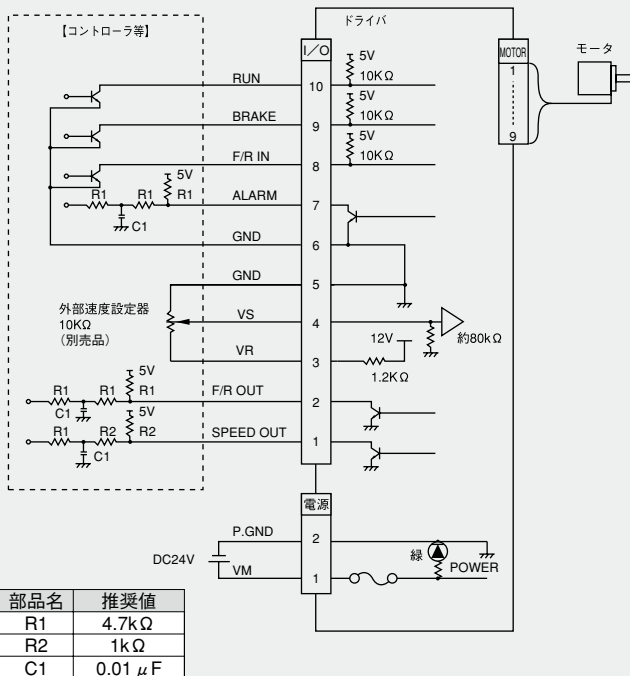 ドライバ
【コントローラ等】
I/O
MOTOR
モータ
1
9
RUN
10
5V
10KΩ
BRAKE
9
5V
10KΩ
F/R IN
8
5V
10KΩ
5V
R1
R1
R1
C1
ALARM
7
GND
6
GND
5
外部速度設定器
10KΩ
(別売品)
VS
4
約80kΩ
12V
VR
3
1.2KΩ
5V
R1
R1
R1
C1
F/R OUT
2
5V
R1
R2
R2
C1
SPEED OUT
1
電源
DC24V
P.GND
2
緑
POWER
VM
1
部品名 推奨値
R1 4.7kΩ
R2 1kΩ
C1 0.01 μF